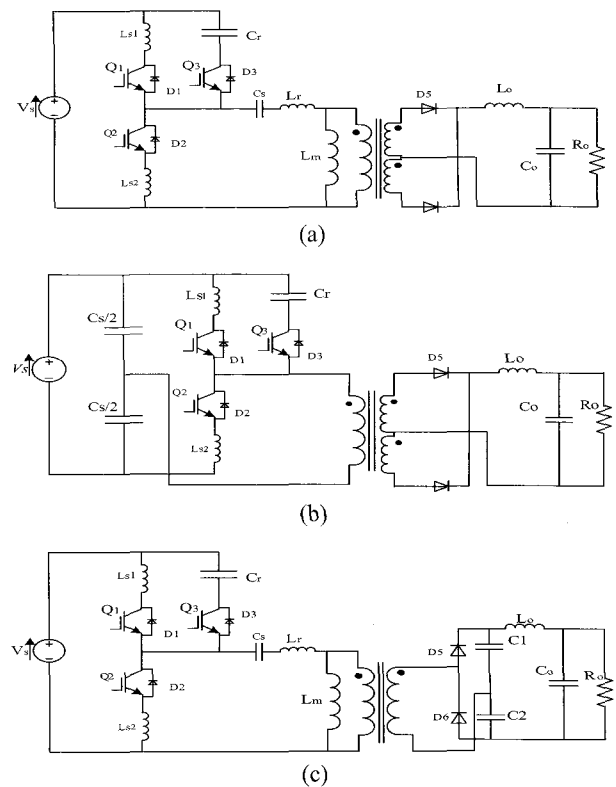 Ls1
Cr
Q1
Q3
D1
D3
Cs
Lr
D5
Lo
Vs
+
-
Q2
D2
Lm
Co
Ro
Ls2
(a)
Ls1
Cr
Cs/2
Q1
Q3
D1
D3
D5
Lo
Vs
+
-
Cs/2
Q2
D2
Co
Ro
Ls2
(b)
Ls1
Cr
Q1
Q3
D1
D3
Cs
Lr
Lo
D5
C1
Vs
+
-
Q2
D2
Lm
Co
Ro
D6
C2
Ls2
(c)